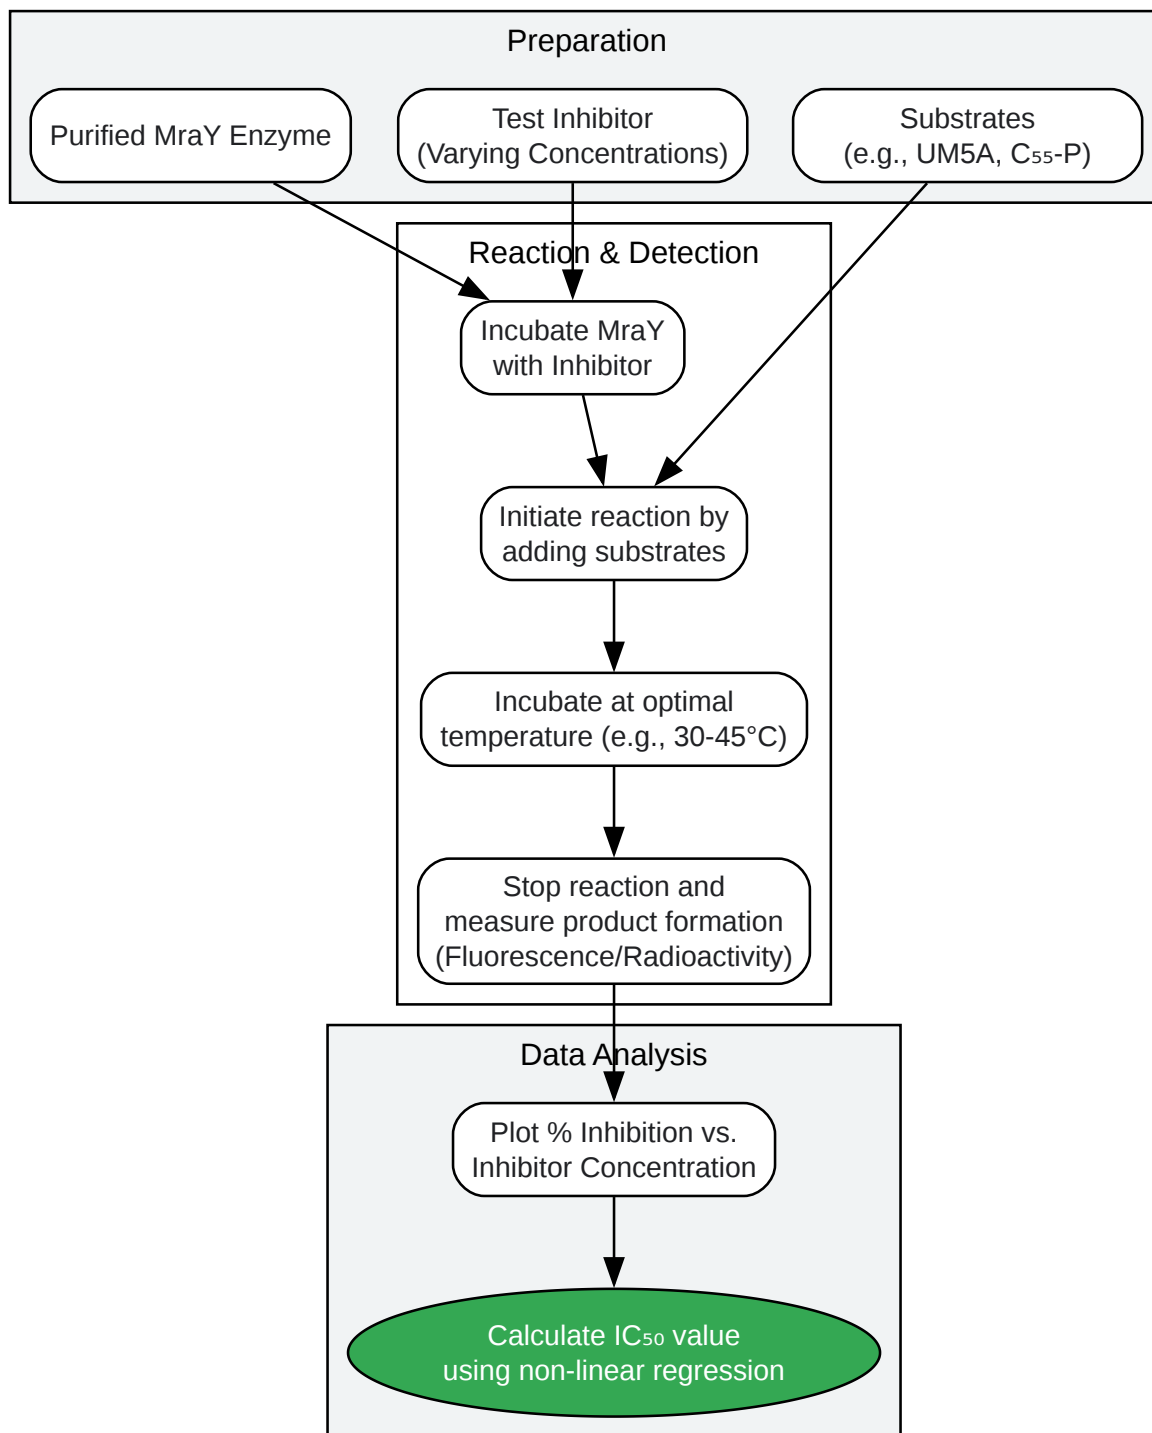 Preparation
Purified MraY Enzyme
Test Inhibitor
(Varying Concentrations)
Substrates
(e.g., UM5A, C₅₅-P)
Reaction & Detection
Incubate MraY
with Inhibitor
Initiate reaction by
adding substrates
Incubate at optimal
temperature (e.g., 30-45°C)
Stop reaction and
measure product formation
(Fluorescence/Radioactivity)
Data Analysis
Plot % Inhibition vs.
Inhibitor Concentration
Calculate IC₅₀ value
using non-linear regression